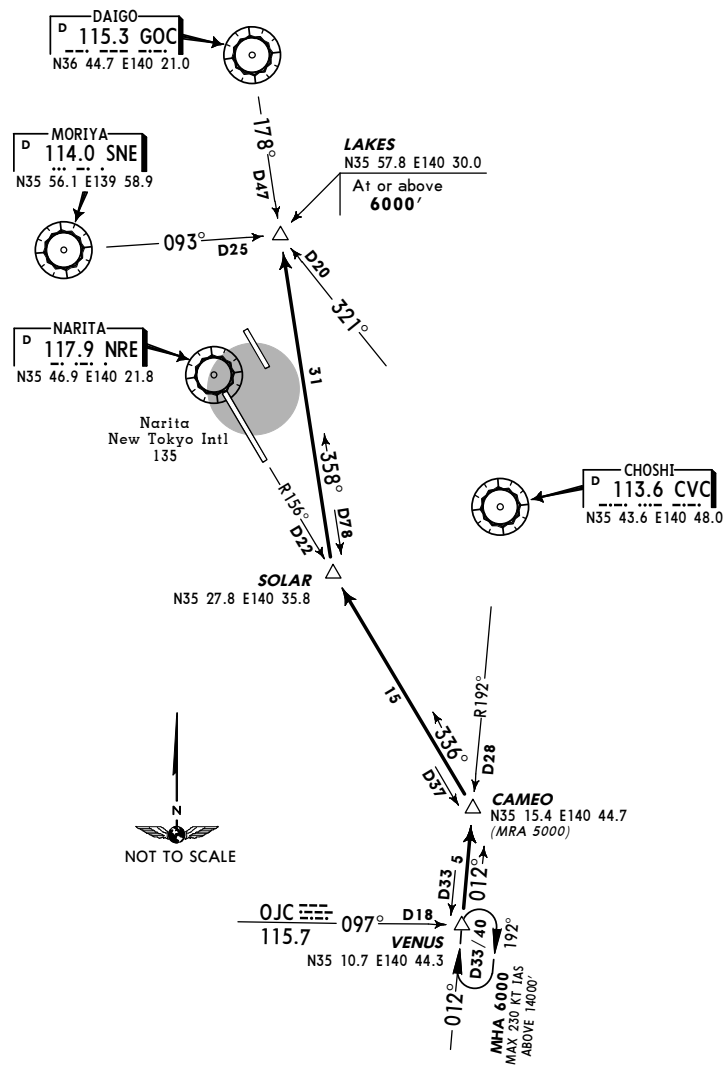 DAIGO
D 115.3 GOC
N36 44.7 E140 21.0
MORIYA
D 114.0 SNE
N35 56.1 E139 58.9
178°
D47
LAKES
N35 57.8 E140 30.0
At or above
6000'
093°
D25
D20
321°
NARITA
D 117.9 NRE
N35 46.9 E140 21.8
31
Narita
New Tokyo Intl
135
358°
D78
R156°
D22
CHOSHI
D 113.6 CVC
N35 43.6 E140 48.0
SOLAR
N35 27.8 E140 35.8
15
R192°
D28
336°
D37
N
NOT TO SCALE
CAMEO
N35 15.4 E140 44.7
(MRA 5000)
5
D33
012°
OJC
115.7
097°
D18
VENUS
N35 10.7 E140 44.3
D33/40
192°
012°
MHA 6000
MAX 230 KT IAS
ABOVE 14000'